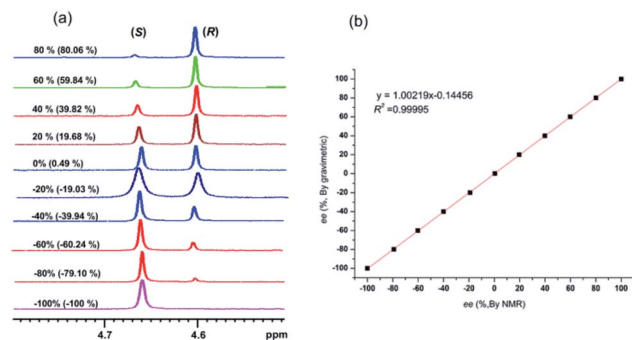 (a)
(S)
(R)
80 % (80.06 %)
60 % (59.84 %)
40 % (39.82 %)
20 % (19.68 %)
0% (0.49 %)
-20% (-19.03 %)
-40% (-39.94 %)
-60% (-60.24 %)
-80% (-79.10 %)
-100% (-100 %)
4.7
4.6
ppm
(b)
y = 1.00219x-0.14456
R² =0.99995
ee (%, By gravimetric)
100
80
60
40
20
0
-20
-40
-60
-80
-100
-100 -80 -60 -40 -20 0 20 40 60 80 100
ee (%,By NMR)